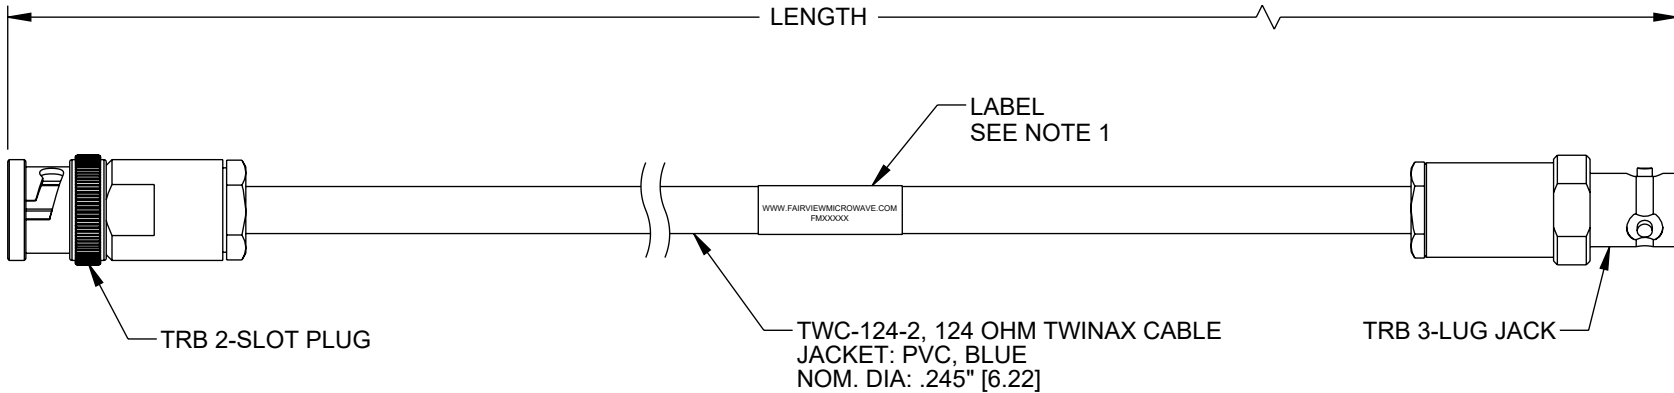 LENGTH
LABEL
SEE NOTE 1
WWW.FAIRVIEWMICROWAVE.COM
FMXXXXX
TRB 2-SLOT PLUG
TWC-124-2, 124 OHM TWINAX CABLE
JACKET: PVC, BLUE
NOM. DIA: .245" [6.22]
TRB 3-LUG JACK